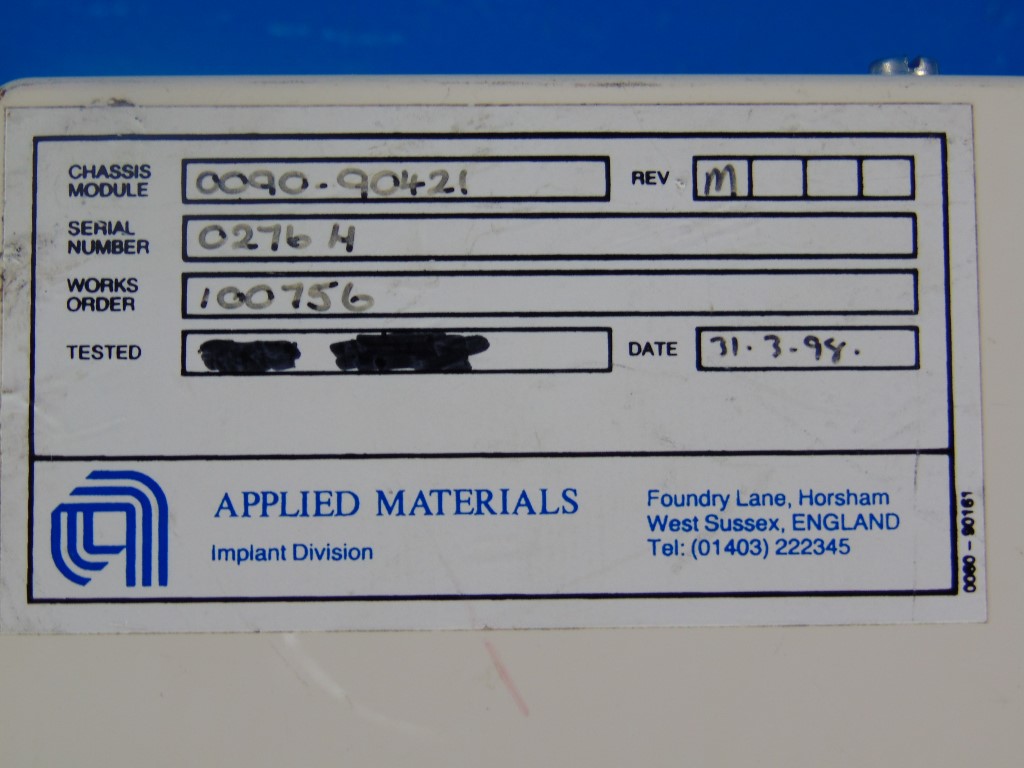 CHASSIS MODULE 0090-90421 REV M
SERIAL NUMBER 0276 H
WORKS ORDER 100756
TESTED DATE 31.3.98.
APPLIED MATERIALS
Implant Division
Foundry Lane, Horsham
West Sussex, ENGLAND
Tel: (01403) 222345
0060 - 90161